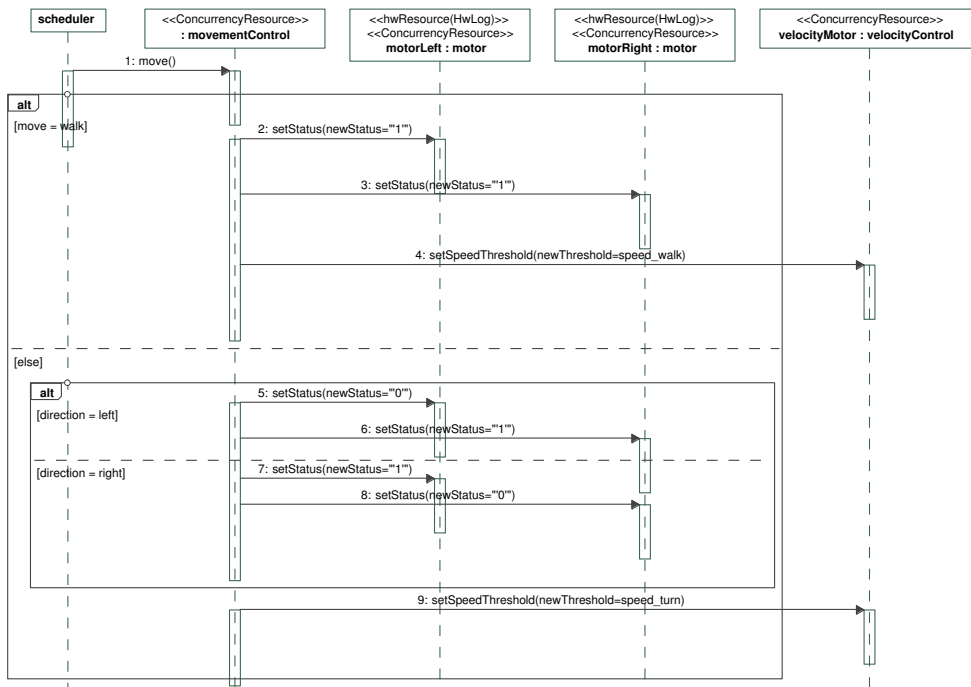 scheduler
<<ConcurrencyResource>>
: movementControl
<<hwResource(HwLog)>>
<<ConcurrencyResource>>
motorLeft : motor
<<hwResource(HwLog)>>
<<ConcurrencyResource>>
motorRight : motor
<<ConcurrencyResource>>
velocityMotor : velocityControl
1: move()
alt
[move = walk]
2: setStatus(newStatus="'1'")
3: setStatus(newStatus="'1'")
4: setSpeedThreshold(newThreshold=speed_walk)
[else]
alt
[direction = left]
5: setStatus(newStatus="'0'")
6: setStatus(newStatus="'1'")
[direction = right]
7: setStatus(newStatus="'1'")
8: setStatus(newStatus="'0'")
9: setSpeedThreshold(newThreshold=speed_turn)